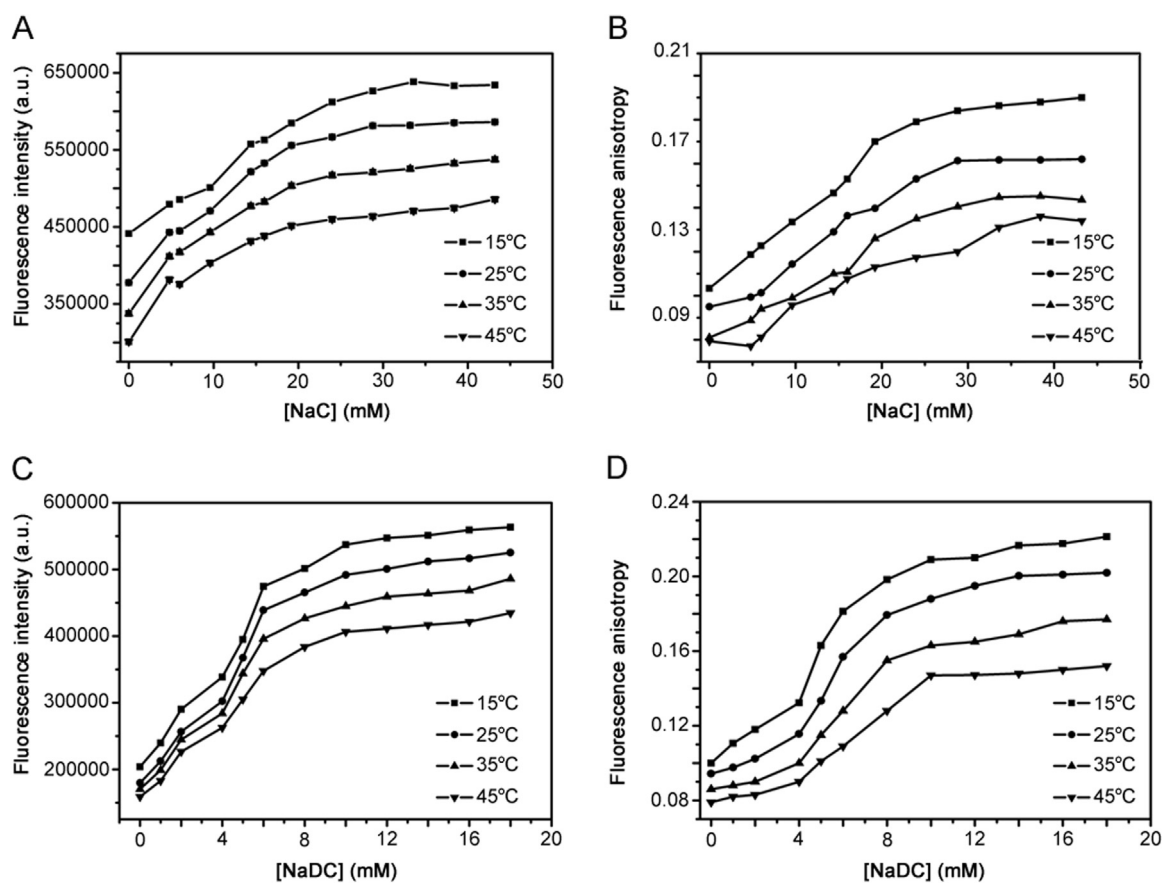 A
Fluorescence intensity (a.u.)
650000
550000
450000
350000
15ºC
25ºC
35ºC
45ºC
0 10 20 30 40 50
[NaC] (mM)
B
Fluorescence anisotropy
0.21
0.17
0.13
0.09
15ºC
25ºC
35ºC
45ºC
0 10 20 30 40 50
[NaC] (mM)
C
Fluorescence intensity (a.u.)
600000
500000
400000
300000
200000
15ºC
25ºC
35ºC
45ºC
0 4 8 12 16 20
[NaDC] (mM)
D
Fluorescence anisotropy
0.24
0.20
0.16
0.12
0.08
15ºC
25ºC
35ºC
45ºC
0 4 8 12 16 20
[NaDC] (mM)